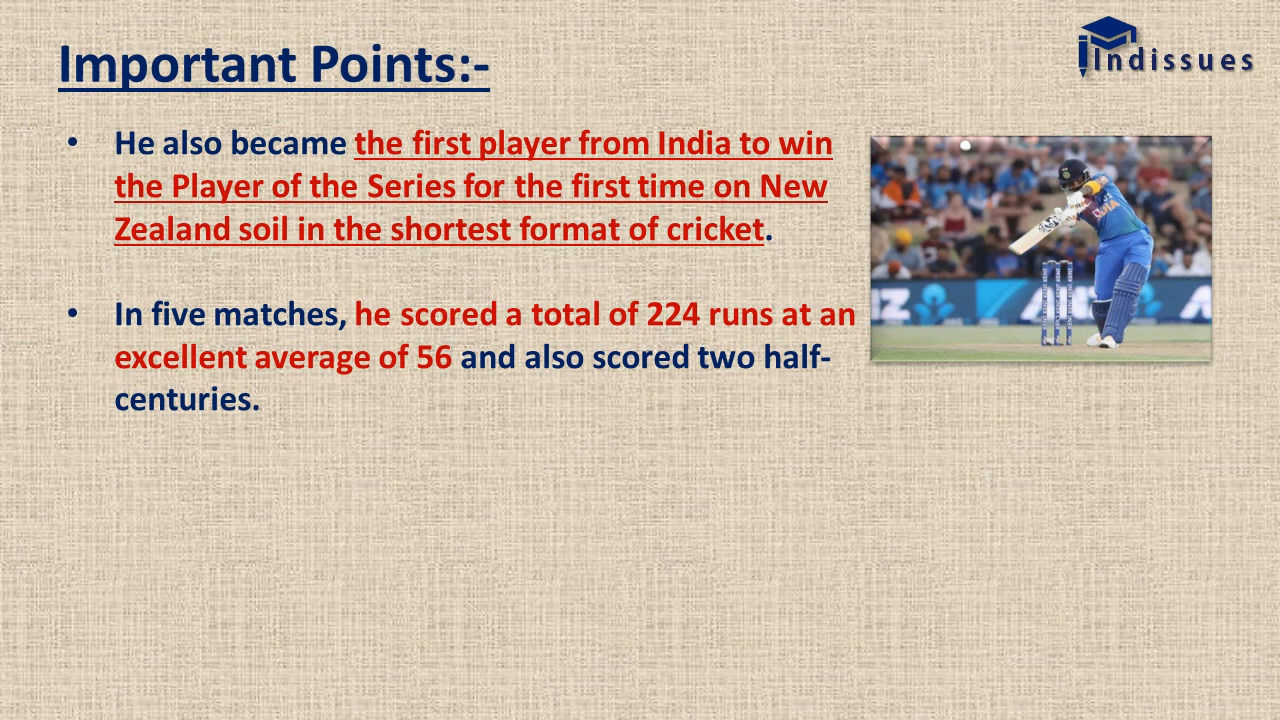 Important Points:-
Indissues
• He also became the first player from India to win
the Player of the Series for the first time on New
Zealand soil in the shortest format of cricket.
• In five matches, he scored a total of 224 runs at an
excellent average of 56 and also scored two half-
centuries.
INDIA